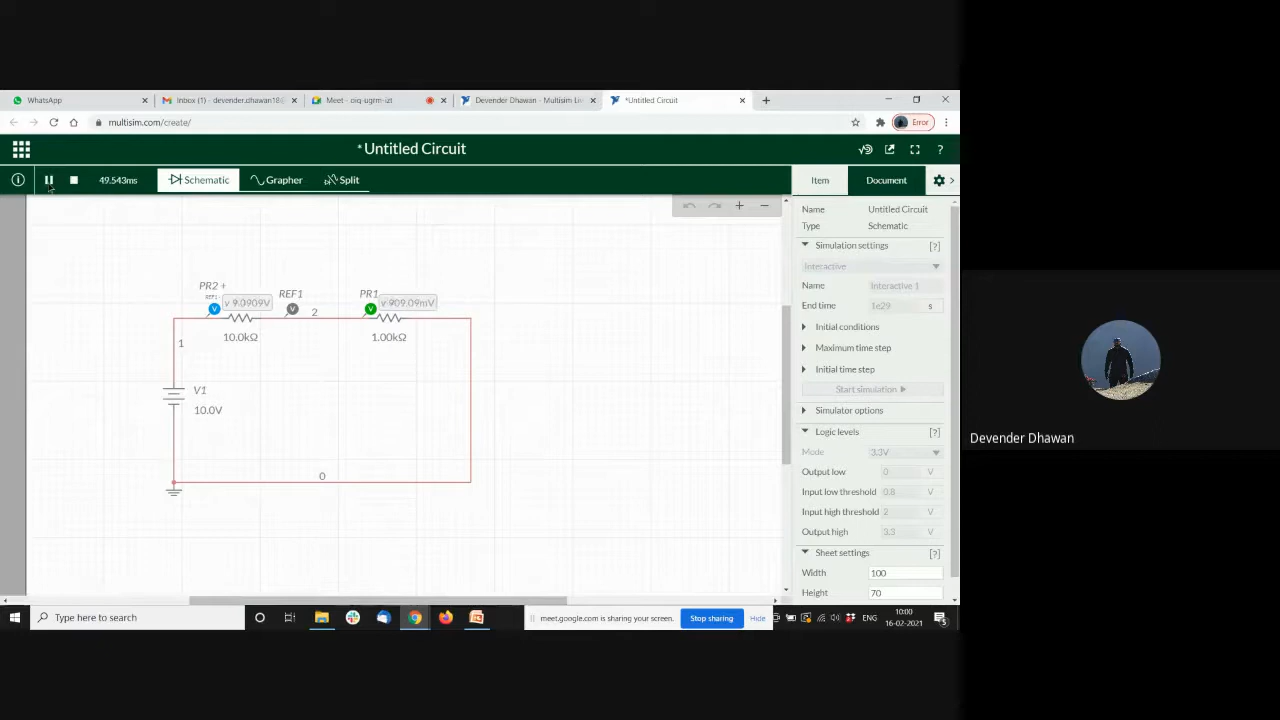 WhatsApp
Inbox (1) - devender.dhawan18@
Meet - oiq-ugrm-izt
Devender Dhawan - Multisim Liv
*Untitled Circuit
multisim.com/create/
Error
* Untitled Circuit
49.543ms
Schematic
Grapher
Split
Item
Document
Name
Untitled Circuit
Type
Schematic
Simulation settings
[?]
Interactive
Name
Interactive 1
End time
1e29
s
Initial conditions
Maximum time step
Initial time step
Start simulation
Simulator options
Logic levels
[?]
Mode
3.3V
Output low
0
V
Input low threshold
0.8
V
Input high threshold
2
V
Output high
3.3
V
Sheet settings
[?]
Width
100
Height
70
PR2 +
REF1 -
V
v 9.0909V
REF1
V
2
PR1
V
v 909.09mV
10.0kΩ
1.00kΩ
1
V1
10.0V
0
Devender Dhawan
Type here to search
meet.google.com is sharing your screen.
Stop sharing
Hide
ENG
10:00
16-02-2021
5